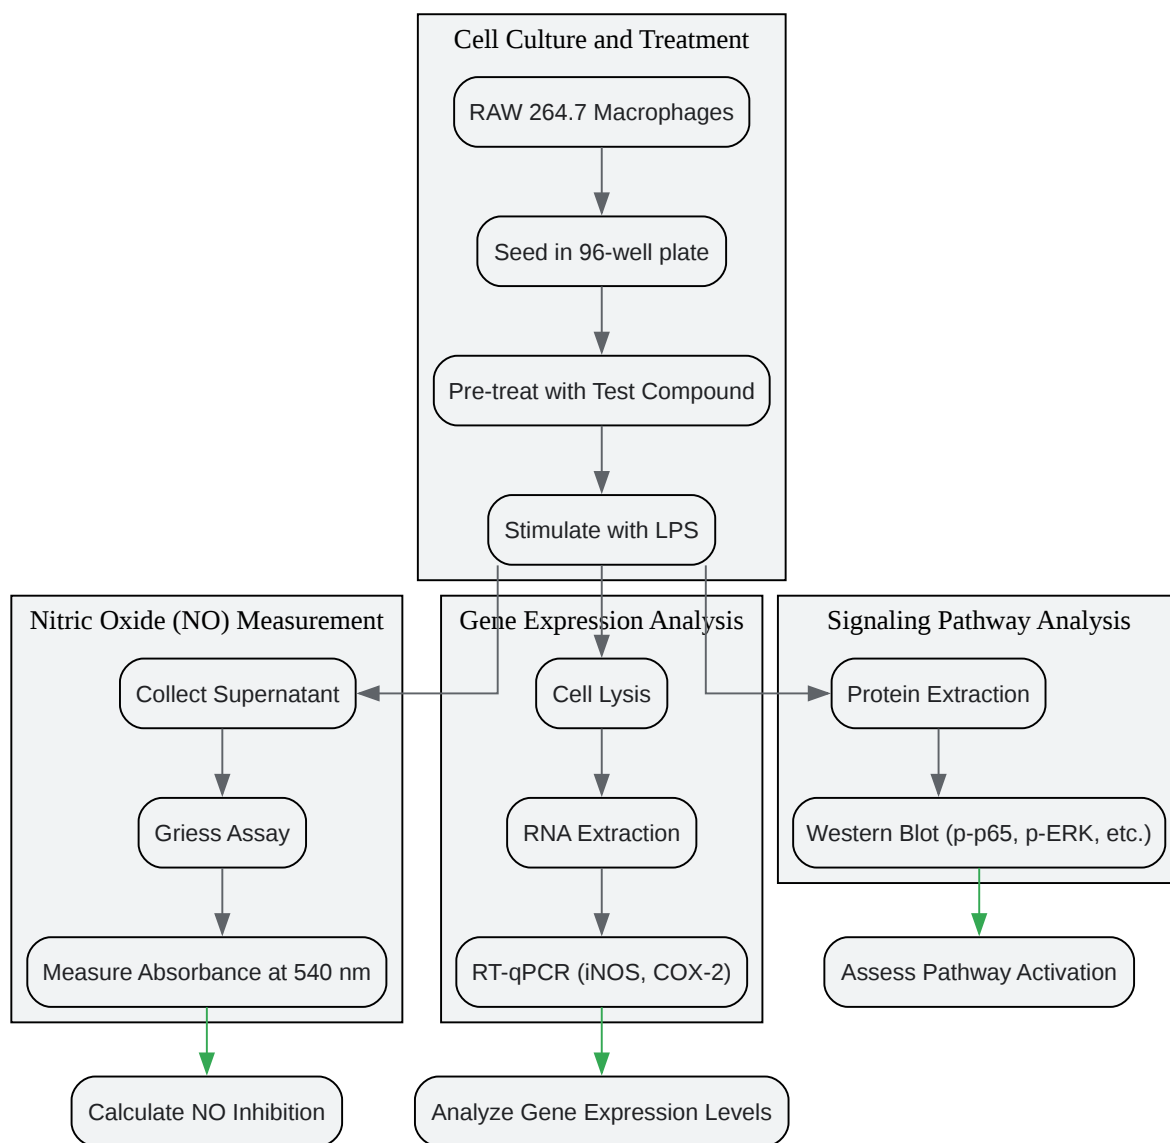 Cell Culture and Treatment
RAW 264.7 Macrophages
Seed in 96-well plate
Pre-treat with Test Compound
Stimulate with LPS
Nitric Oxide (NO) Measurement
Collect Supernatant
Griess Assay
Measure Absorbance at 540 nm
Calculate NO Inhibition
Gene Expression Analysis
Cell Lysis
RNA Extraction
RT-qPCR (iNOS, COX-2)
Analyze Gene Expression Levels
Signaling Pathway Analysis
Protein Extraction
Western Blot (p-p65, p-ERK, etc.)
Assess Pathway Activation